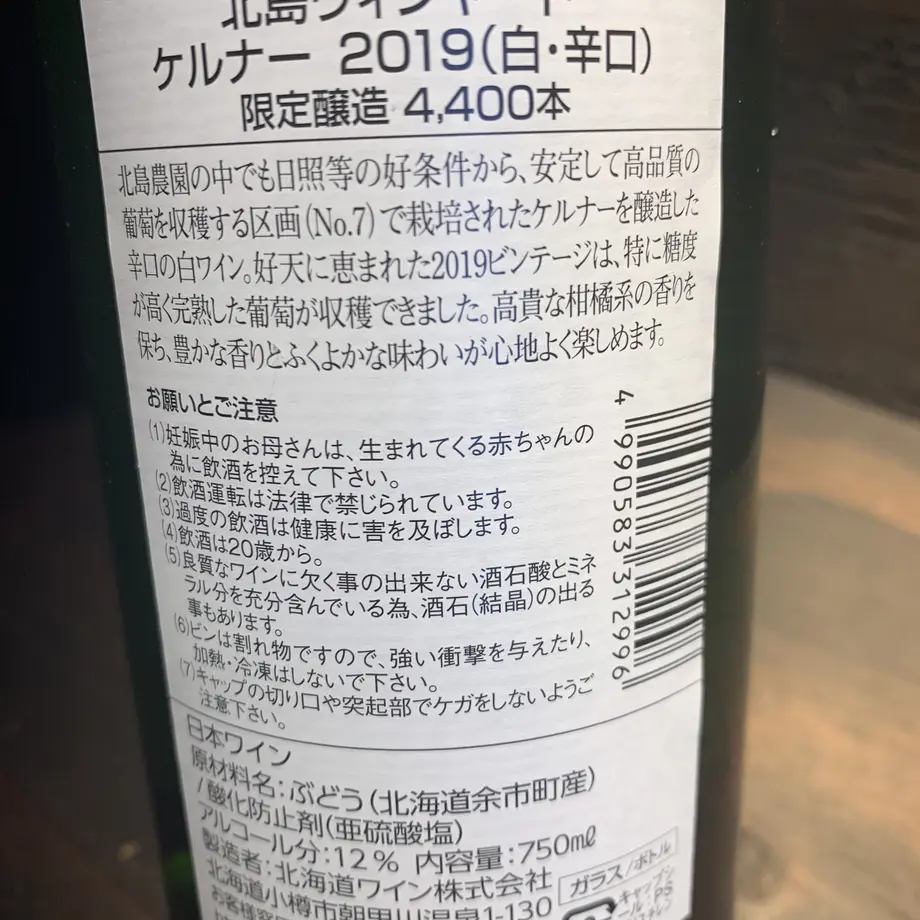 北島ヴィンヤード
ケルナー 2019(白・辛口)
限定醸造 4,400本
北島農園の中でも日照等の好条件から、安定して高品質の
葡萄を収穫する区画(No.7)で栽培されたケルナーを醸造した
辛口の白ワイン。好天に恵まれた2019ビンテージは、特に糖度
が高く完熟した葡萄が収穫できました。高貴な柑橘系の香りを
保ち、豊かな香りとふくよかな味わいが心地よく楽しめます。
お願いとご注意
(1)妊娠中のお母さんは、生まれてくる赤ちゃんの
為に飲酒を控えて下さい。
(2)飲酒運転は法律で禁じられています。
(3)過度の飲酒は健康に害を及ぼします。
(4)飲酒は20歳から。
(5)良質なワインに欠く事の出来ない酒石酸とミネ
ラル分を充分含んでいる為、酒石(結晶)の出る
事もあります。
(6)ビンは割れ物ですので、強い衝撃を与えたり、
加熱・冷凍はしないで下さい。
(7)キャップの切り口や突起部でケガをしないようご
注意下さい。
4 990583 312996
日本ワイン
原材料名:ぶどう(北海道余市町産)
/酸化防止剤(亜硫酸塩)
アルコール分:12% 内容量:750mℓ
製造者:北海道ワイン株式会社
北海道小樽市朝里川温泉1-130
ガラス/ボトル